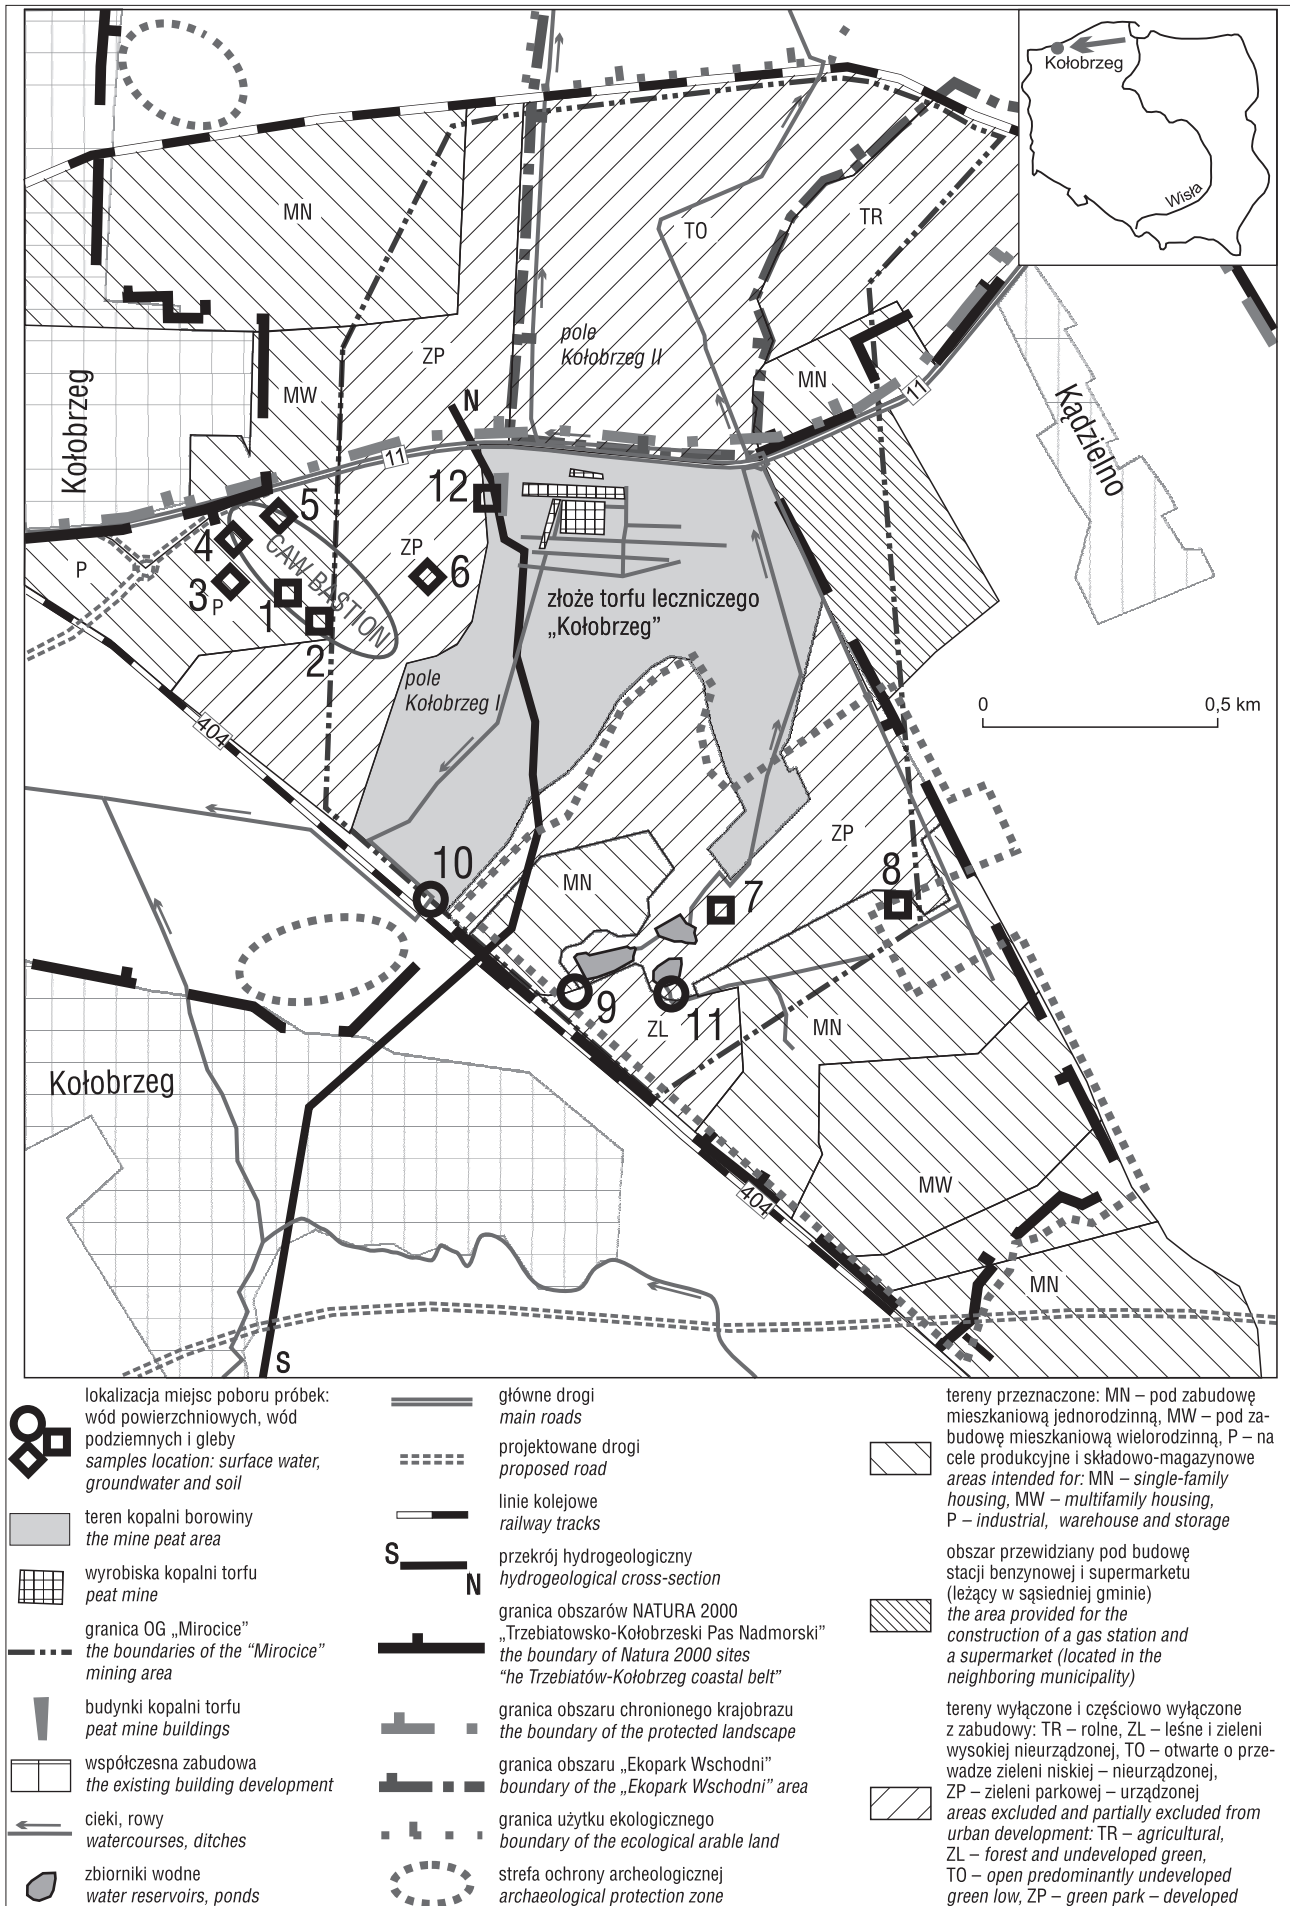 Kołobrzeg
Wisła
MN
TO
TR
pole
Kołobrzeg II
ZP
MW
MN
11
N
Kołobrzeg
11
Kądzielno
12
5
4
CAW BASTION
ZP
6
P
3
P
1
2
złoże torfu leczniczego
„Kołobrzeg”
pole
Kołobrzeg I
0
0,5 km
404
ZP
10
MN
7
8
9
11
ZL
MN
Kołobrzeg
MW
404
MN
S
lokalizacja miejsc poboru próbek:
wód powierzchniowych, wód
podziemnych i gleby
samples location: surface water,
groundwater and soil
teren kopalni borowiny
the mine peat area
wyrobiska kopalni torfu
peat mine
granica OG „Mirocice”
the boundaries of the “Mirocice”
mining area
budynki kopalni torfu
peat mine buildings
współczesna zabudowa
the existing building development
cieki, rowy
watercourses, ditches
zbiorniki wodne
water reservoirs, ponds
główne drogi
main roads
projektowane drogi
proposed road
linie kolejowe
railway tracks
S
N
przekrój hydrogeologiczny
hydrogeological cross-section
granica obszarów NATURA 2000
„Trzebiatowsko-Kołobrzeski Pas Nadmorski”
the boundary of Natura 2000 sites
“he Trzebiatów-Kołobrzeg coastal belt”
granica obszaru chronionego krajobrazu
the boundary of the protected landscape
granica obszaru „Ekopark Wschodni”
boundary of the „Ekopark Wschodni” area
granica użytku ekologicznego
boundary of the ecological arable land
strefa ochrony archeologicznej
archaeological protection zone
tereny przeznaczone: MN – pod zabudowę
mieszkaniową jednorodzinną, MW – pod za-
budowę mieszkaniową wielorodzinną, P – na
cele produkcyjne i składowo-magazynowe
areas intended for: MN – single-family
housing, MW – multifamily housing,
P – industrial, warehouse and storage
obszar przewidziany pod budowę
stacji benzynowej i supermarketu
(leżący w sąsiedniej gminie)
the area provided for the
construction of a gas station and
a supermarket (located in the
neighboring municipality)
tereny wyłączone i częściowo wyłączone
z zabudowy: TR – rolne, ZL – leśne i zieleni
wysokiej nieurządzonej, TO – otwarte o prze-
wadze zieleni niskiej – nieurządzonej,
ZP – zieleni parkowej – urządzonej
areas excluded and partially excluded from
urban development: TR – agricultural,
ZL – forest and undeveloped green,
TO – open predominantly undeveloped
green low, ZP – green park – developed